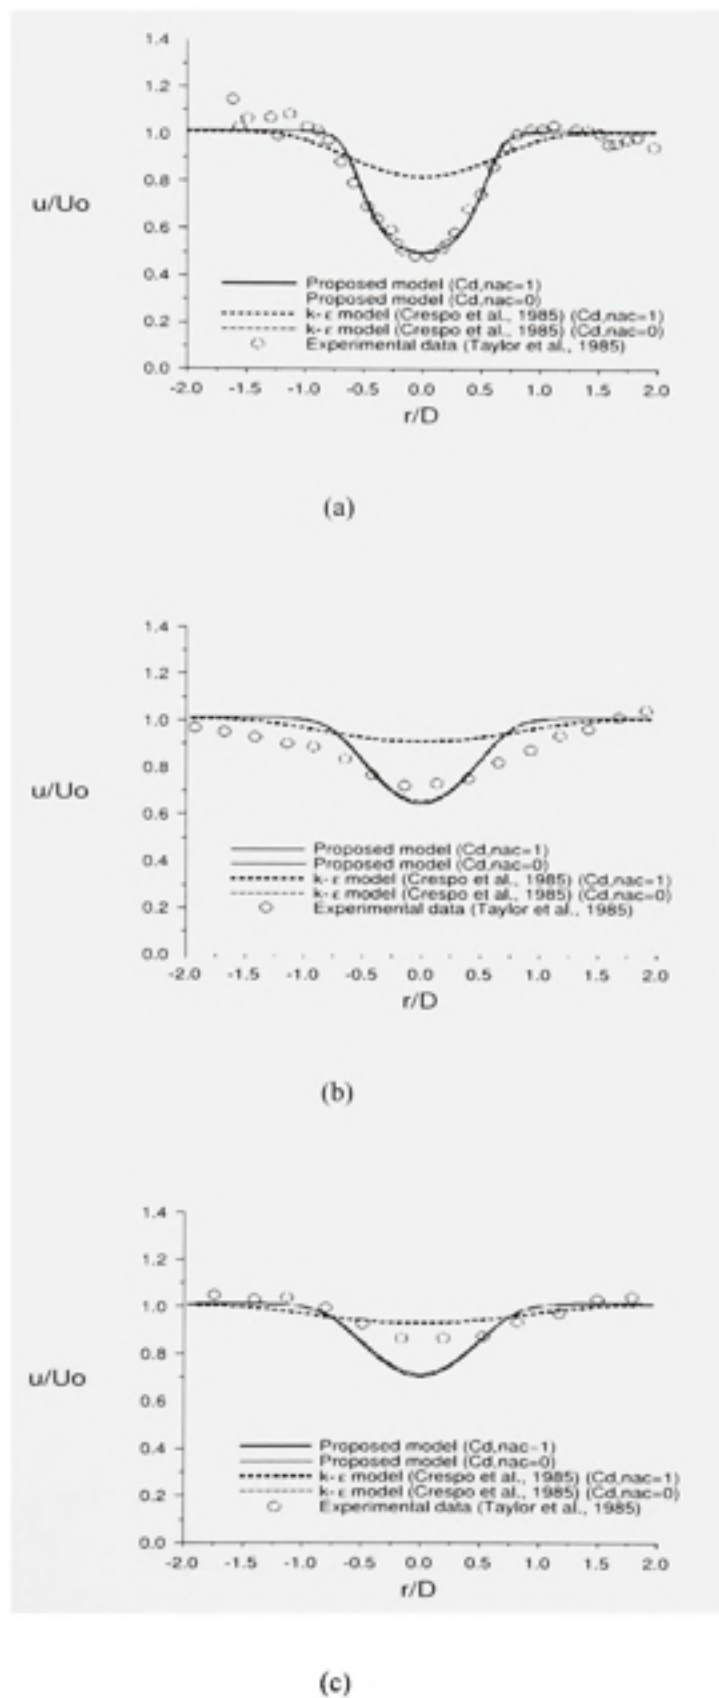 1.4
1.2
1.0
0.8
u/Uo
0.6
0.4
0.2
0.0
Proposed model (Cd,nac=1)
Proposed model (Cd,nac=0)
k-ε model (Crespo et al., 1985) (Cd,nac=1)
k-ε model (Crespo et al., 1985) (Cd,nac=0)
Experimental data (Taylor et al., 1985)
-2.0 -1.5 -1.0 -0.5 0.0 0.5 1.0 1.5 2.0
r/D
(a)
1.4
1.2
1.0
0.8
u/Uo
0.6
0.4
0.2
0.0
Proposed model (Cd,nac=1)
Proposed model (Cd,nac=0)
k-ε model (Crespo et al., 1985) (Cd,nac=1)
k-ε model (Crespo et al., 1985) (Cd,nac=0)
Experimental data (Taylor et al., 1985)
-2.0 -1.5 -1.0 -0.5 0.0 0.5 1.0 1.5 2.0
r/D
(b)
1.4
1.2
1.0
0.8
u/Uo
0.6
0.4
0.2
0.0
Proposed model (Cd,nac=1)
Proposed model (Cd,nac=0)
k-ε model (Crespo et al., 1985) (Cd,nac=1)
k-ε model (Crespo et al., 1985) (Cd,nac=0)
Experimental data (Taylor et al., 1985)
-2.0 -1.5 -1.0 -0.5 0.0 0.5 1.0 1.5 2.0
r/D
(c)